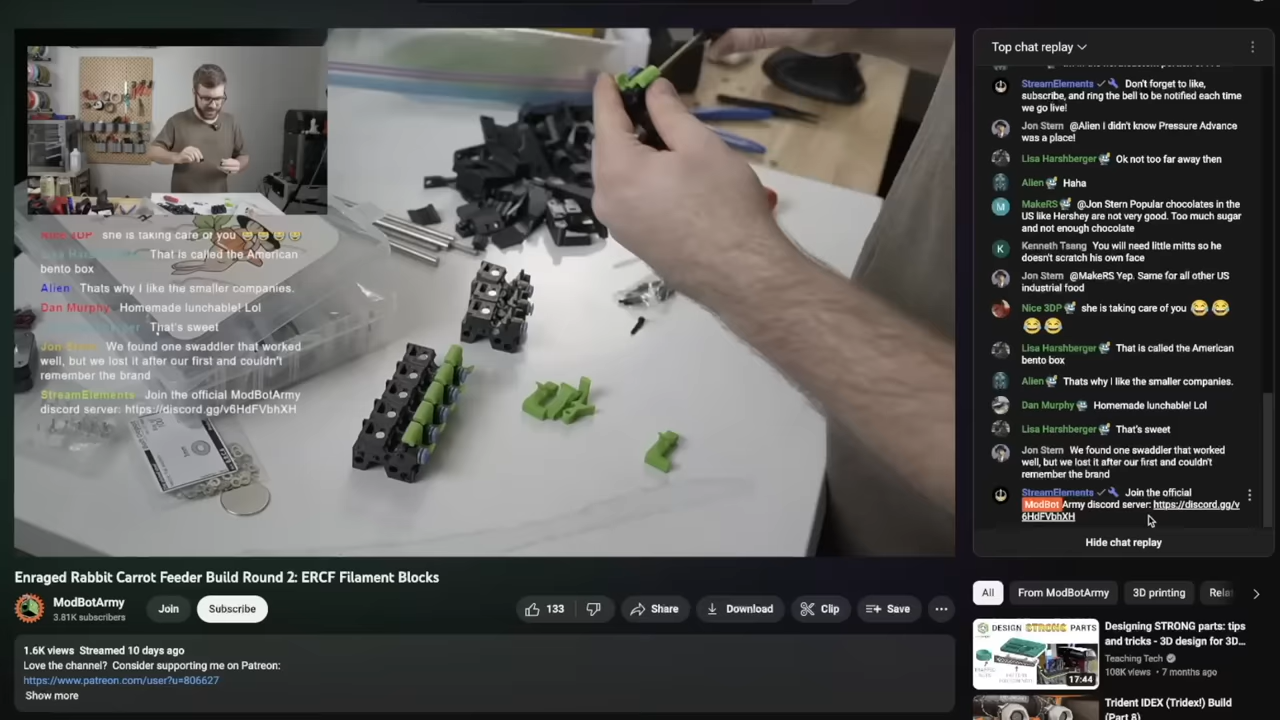 Nice 3DP she is taking care of you
That is called the American
bento box
Alien Thats why I like the smaller companies.
Dan Murphy Homemade lunchable! Lol
That's sweet
Jon Stern We found one swaddler that worked
well, but we lost it after our first and couldn't
remember the brand
StreamElements Join the official ModBotArmy
discord server: https://discord.gg/v6HdFVbhXH
Top chat replay
StreamElements Don't forget to like,
subscribe, and ring the bell to be notified each time
we go live!
Jon Stern @Alien I didn't know Pressure Advance
was a place!
Lisa Harshberger Ok not too far away then
Alien Haha
M
MakeRS @Jon Stern Popular chocolates in the
US like Hershey are not very good. Too much sugar
and not enough chocolate
K
Kenneth Tsang You will need little mitts so he
doesn't scratch his own face
Jon Stern @MakeRS Yep. Same for all other US
industrial food
Nice 3DP she is taking care of you
Lisa Harshberger That is called the American
bento box
Alien Thats why I like the smaller companies.
Dan Murphy Homemade lunchable! Lol
Lisa Harshberger That's sweet
Jon Stern We found one swaddler that worked
well, but we lost it after our first and couldn't
remember the brand
StreamElements Join the official
ModBot Army discord server: https://discord.gg/v
6HdFVbhXH
Hide chat replay
Enraged Rabbit Carrot Feeder Build Round 2: ERCF Filament Blocks
ModBotArmy
3.81K subscribers
Join
Subscribe
133
Share
Download
Clip
Save
1.6K views Streamed 10 days ago
Love the channel? Consider supporting me on Patreon:
https://www.patreon.com/user?u=806627
Show more
All
From ModBotArmy
3D printing
Rela
DESIGN STRONG PARTS
17:44
Designing STRONG parts: tips
and tricks - 3D design for 3D...
Teaching Tech
108K views • 7 months ago
Trident IDEX (Tridex!) Build
(Part 8)